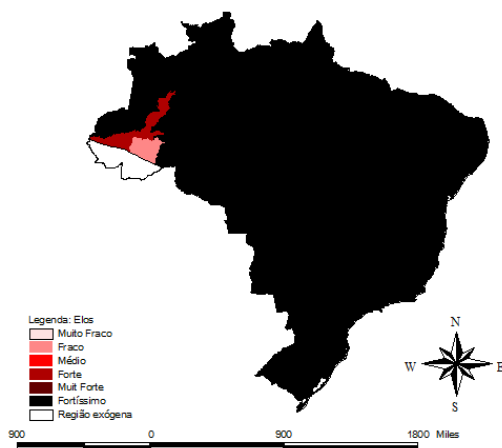 Legenda: Elos
Muito Fraco
Fraco
Médio
Forte
Muit Forte
Fortíssimo
Região exógena
N
W E
S
900 0 900 1800 Miles